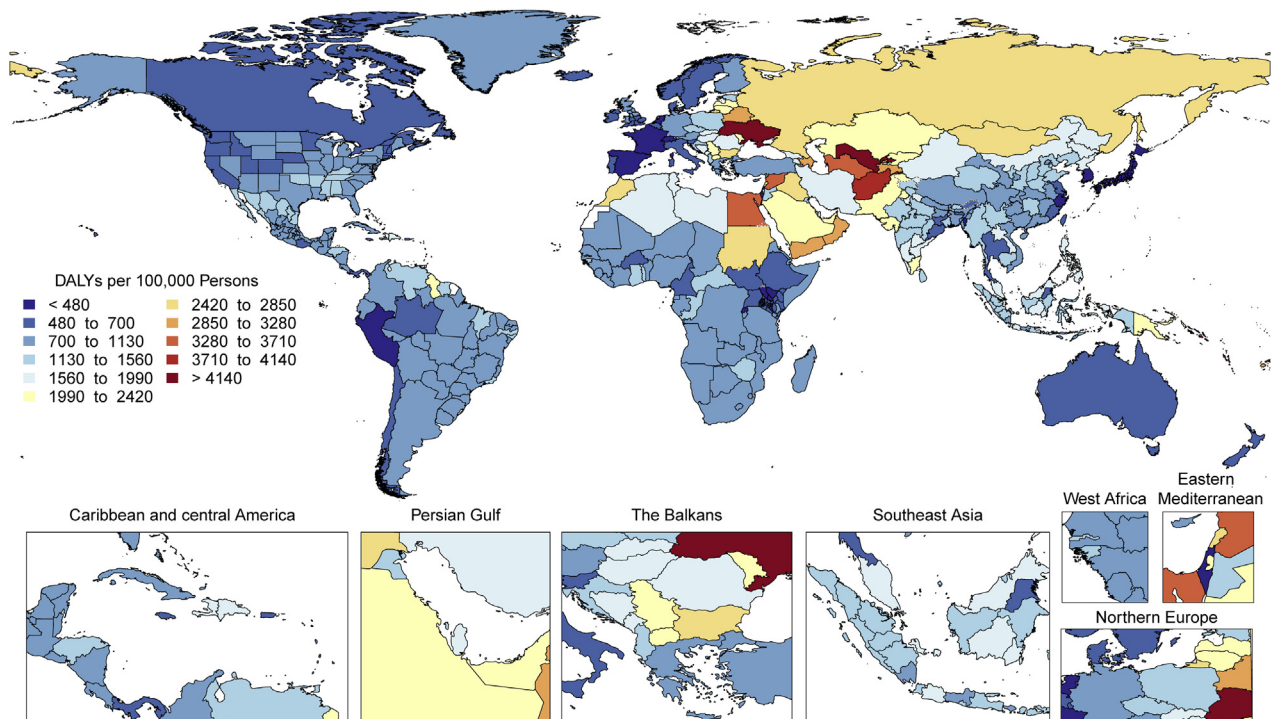 DALYs per 100,000 Persons
< 480
480 to 700
700 to 1130
1130 to 1560
1560 to 1990
1990 to 2420
2420 to 2850
2850 to 3280
3280 to 3710
3710 to 4140
> 4140
Caribbean and central America
Persian Gulf
The Balkans
Southeast Asia
West Africa
Eastern
Mediterranean
Northern Europe